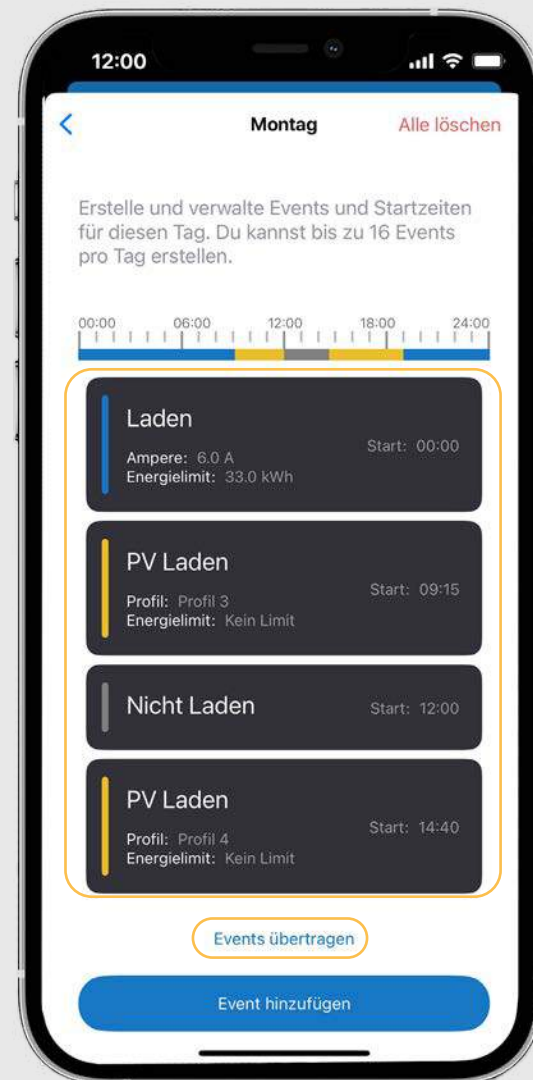 12:00
Montag
Alle löschen
Erstelle und verwalte Events und Startzeiten
für diesen Tag. Du kannst bis zu 16 Events
pro Tag erstellen.
00:00 06:00 12:00 18:00 24:00
Laden
Start: 00:00
Ampere: 6.0 A
Energielimit: 33.0 kWh
PV Laden
Start: 09:15
Profil: Profil 3
Energielimit: Kein Limit
Nicht Laden
Start: 12:00
PV Laden
Start: 14:40
Profil: Profil 4
Energielimit: Kein Limit
Events übertragen
Event hinzufügen